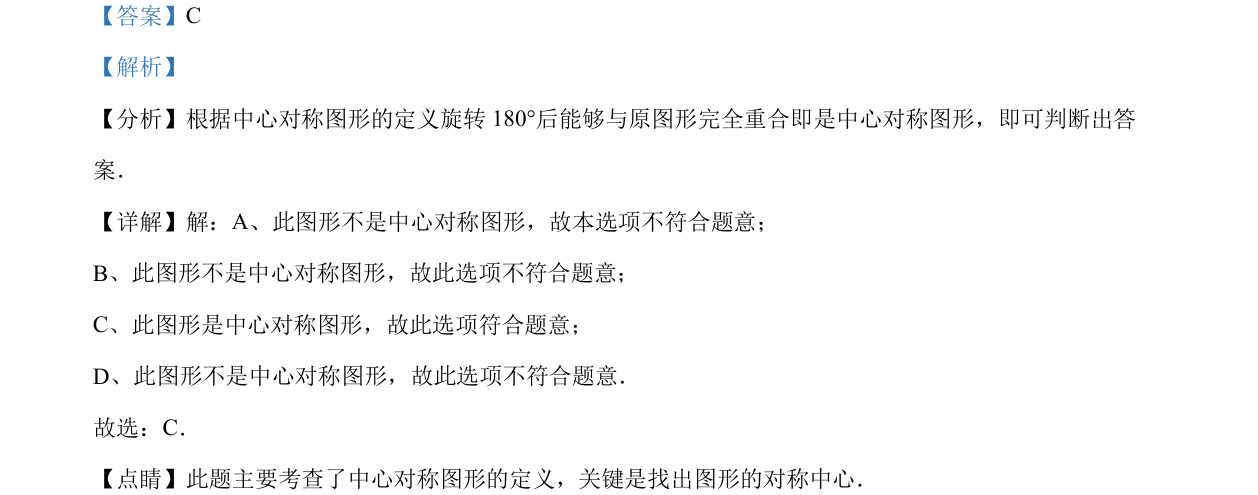 【答案】C
【解析】
【分析】根据中心对称图形的定义旋转 180°后能够与原图形完全重合即是中心对称图形，即可判断出答
案．
【详解】解：A、此图形不是中心对称图形，故本选项不符合题意；
B、此图形不是中心对称图形，故此选项不符合题意；
C、此图形是中心对称图形，故此选项符合题意；
D、此图形不是中心对称图形，故此选项不符合题意．
故选：C．
【点睛】此题主要考查了中心对称图形的定义，关键是找出图形的对称中心．